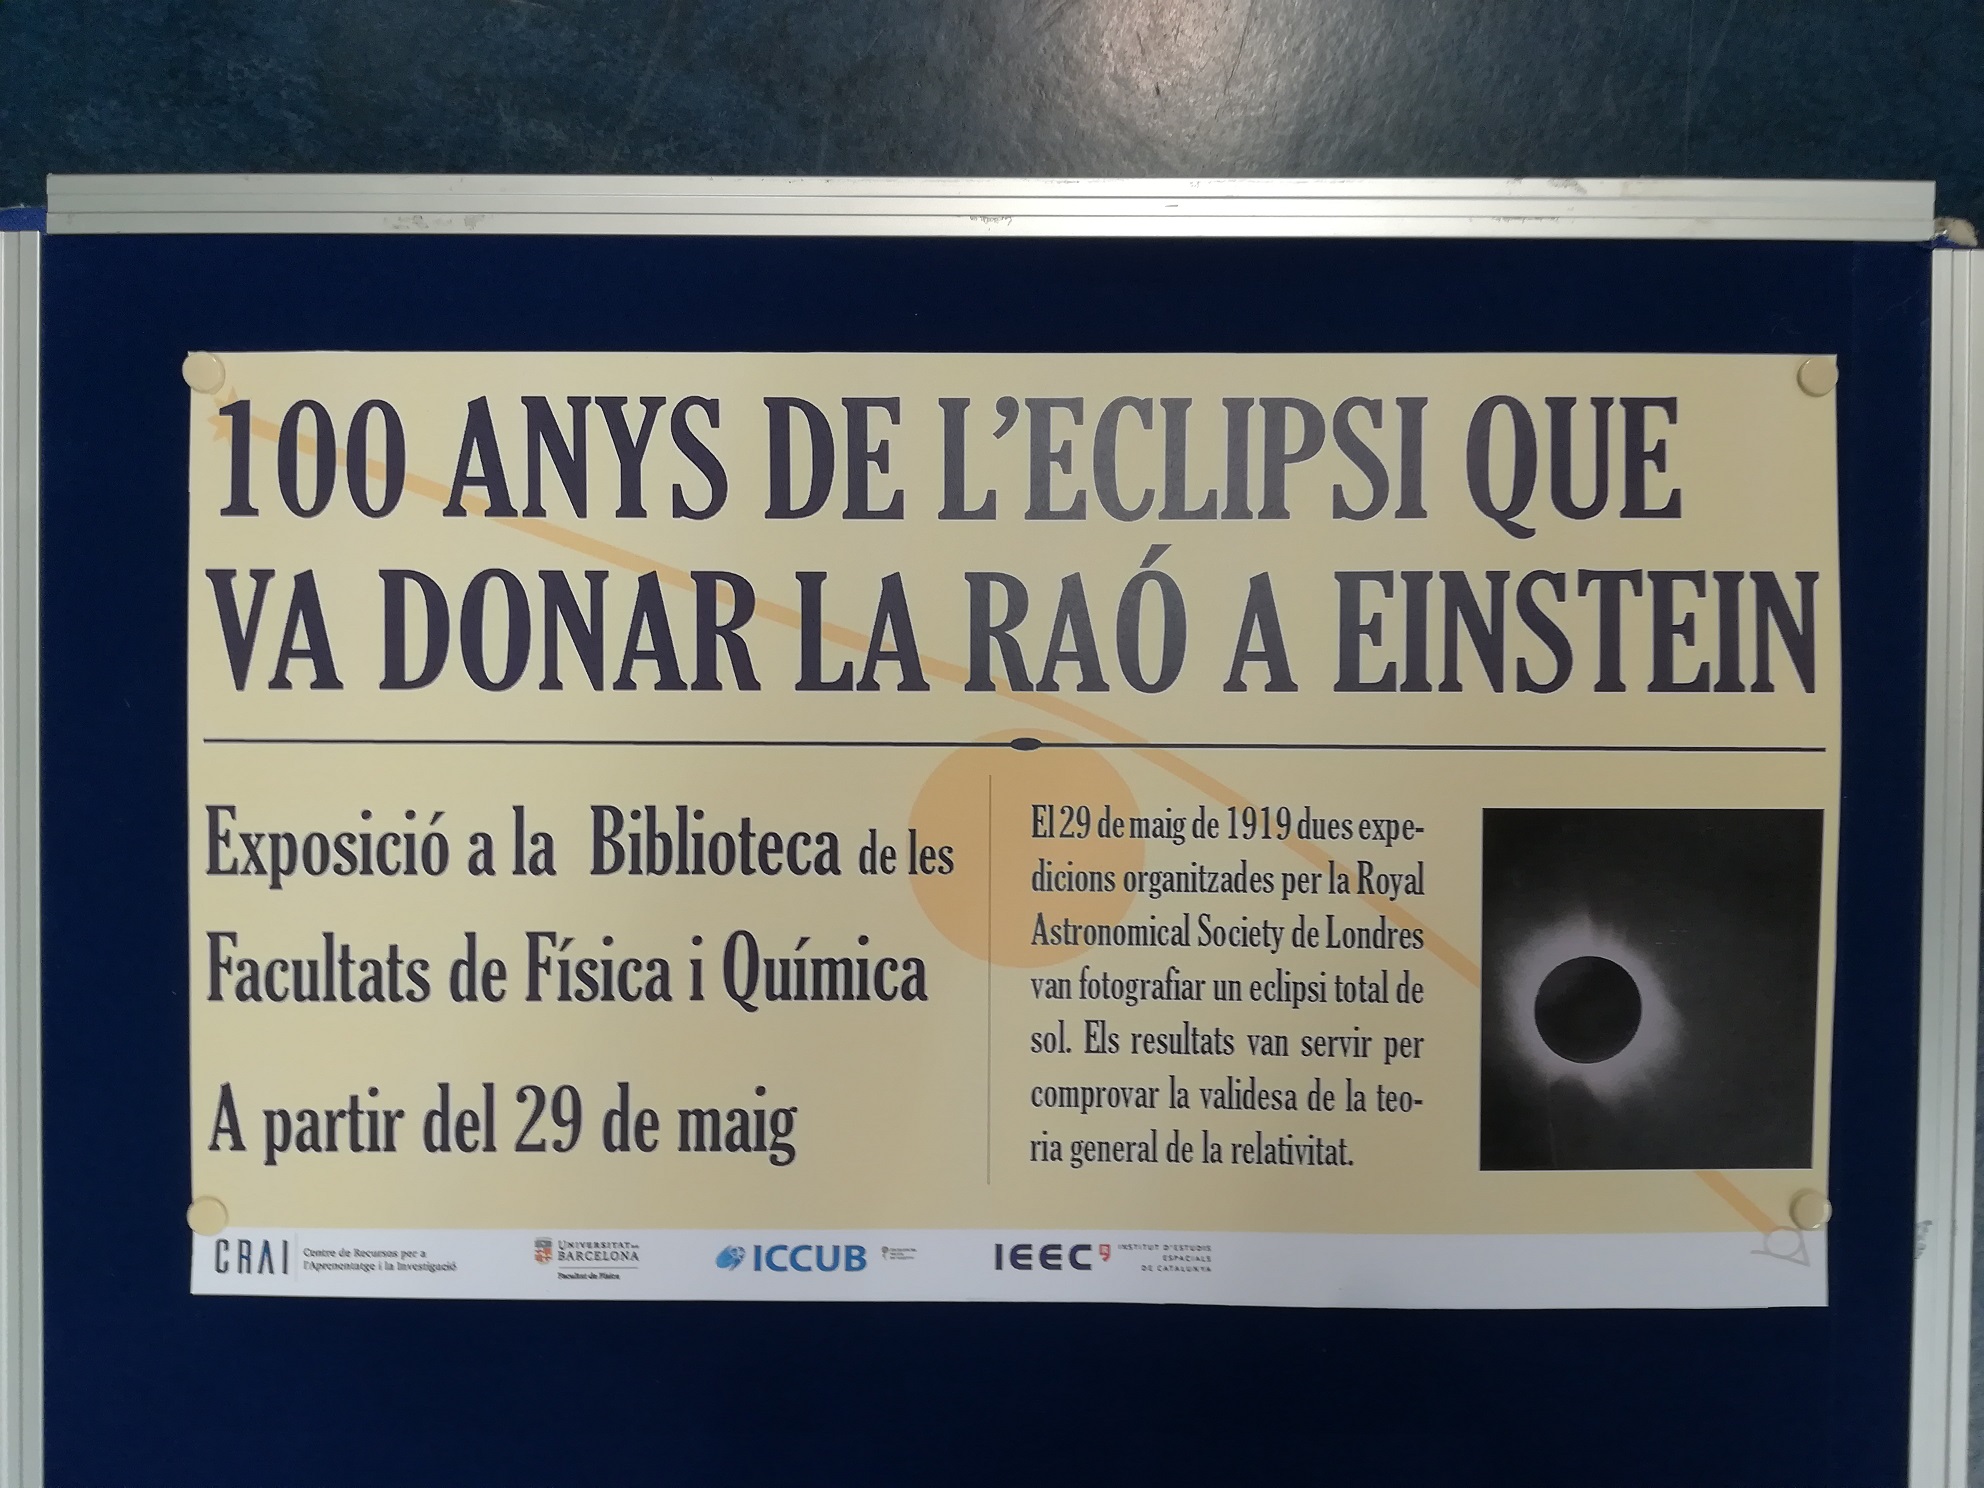 100 ANYS DE L'ECLIPSI QUE
VA DONAR LA RAÓ A EINSTEIN
Exposició a la Biblioteca de les
Facultats de Física i Química
A partir del 29 de maig
El 29 de maig de 1919 dues expe-
dicions organitzades per la Royal
Astronomical Society de Londres
van fotografiar un eclipsi total de
sol. Els resultats van servir per
comprovar la validesa de la teo-
ria general de la relativitat.
CRAI
Centre de Recursos per a
l'Aprenentatge i la Investigació
UNIVERSITAT DE
BARCELONA
Facultat de Física
ICCUB
IEEC
INSTITUT D'ESTUDIS
ESPACIALS
DE CATALUNYA